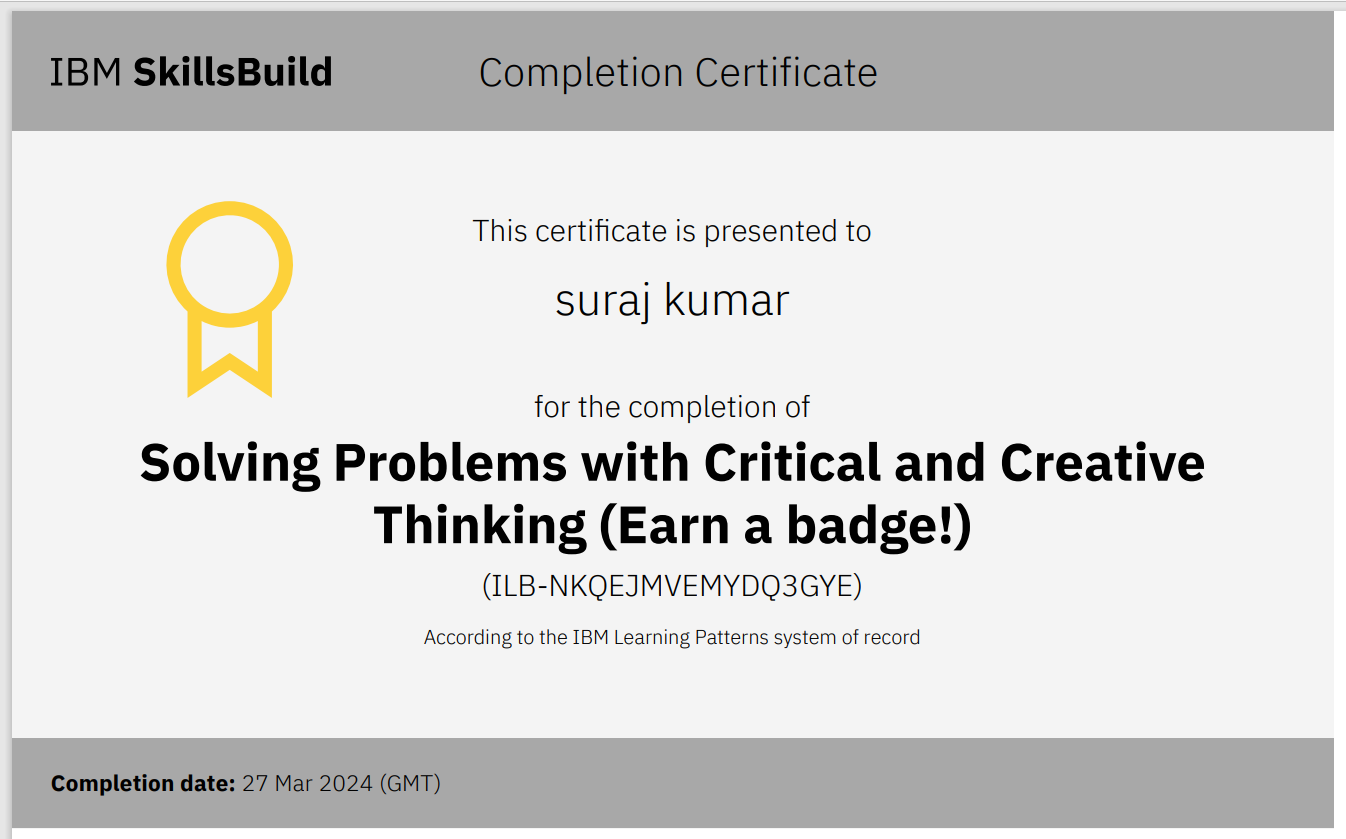 IBM SkillsBuild
Completion Certificate
This certificate is presented to
suraj kumar
for the completion of
Solving Problems with Critical and Creative
Thinking (Earn a badge!)
(ILB-NKQEJMVEMYDQ3GYE)
According to the IBM Learning Patterns system of record
Completion date: 27 Mar 2024 (GMT)